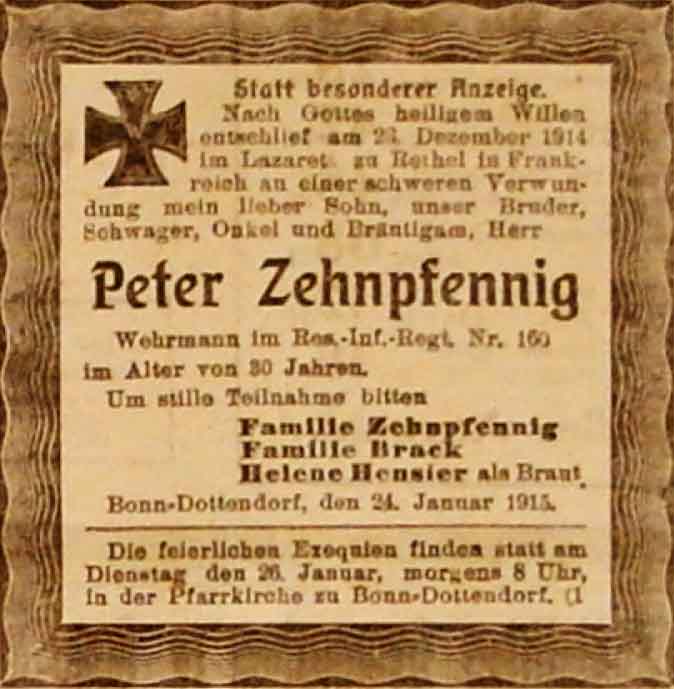 Statt besonderer Anzeige.
Nach Gottes heiligem Willen
entschlief am 23. Dezember 1914
im Lazaret zu Rethel in Frank-
reich an einer schweren Verwun-
dung mein lieber Sohn, unser Bruder,
Schwager, Onkel und Bräutigam, Herr
Peter Zehnpfennig
Wehrmann im Res.-Inf.-Regt. Nr. 160
im Alter von 30 Jahren.
Um stille Teilnahme bitten
Familie Zehnpfennig
Familie Brack
Helene Hensler als Braut.
Bonn-Dottendorf, den 24. Januar 1915.
Die feierlichen Exequien finden statt am
Dienstag den 26. Januar, morgens 8 Uhr,
in der Pfarrkirche zu Bonn-Dottendorf. (1